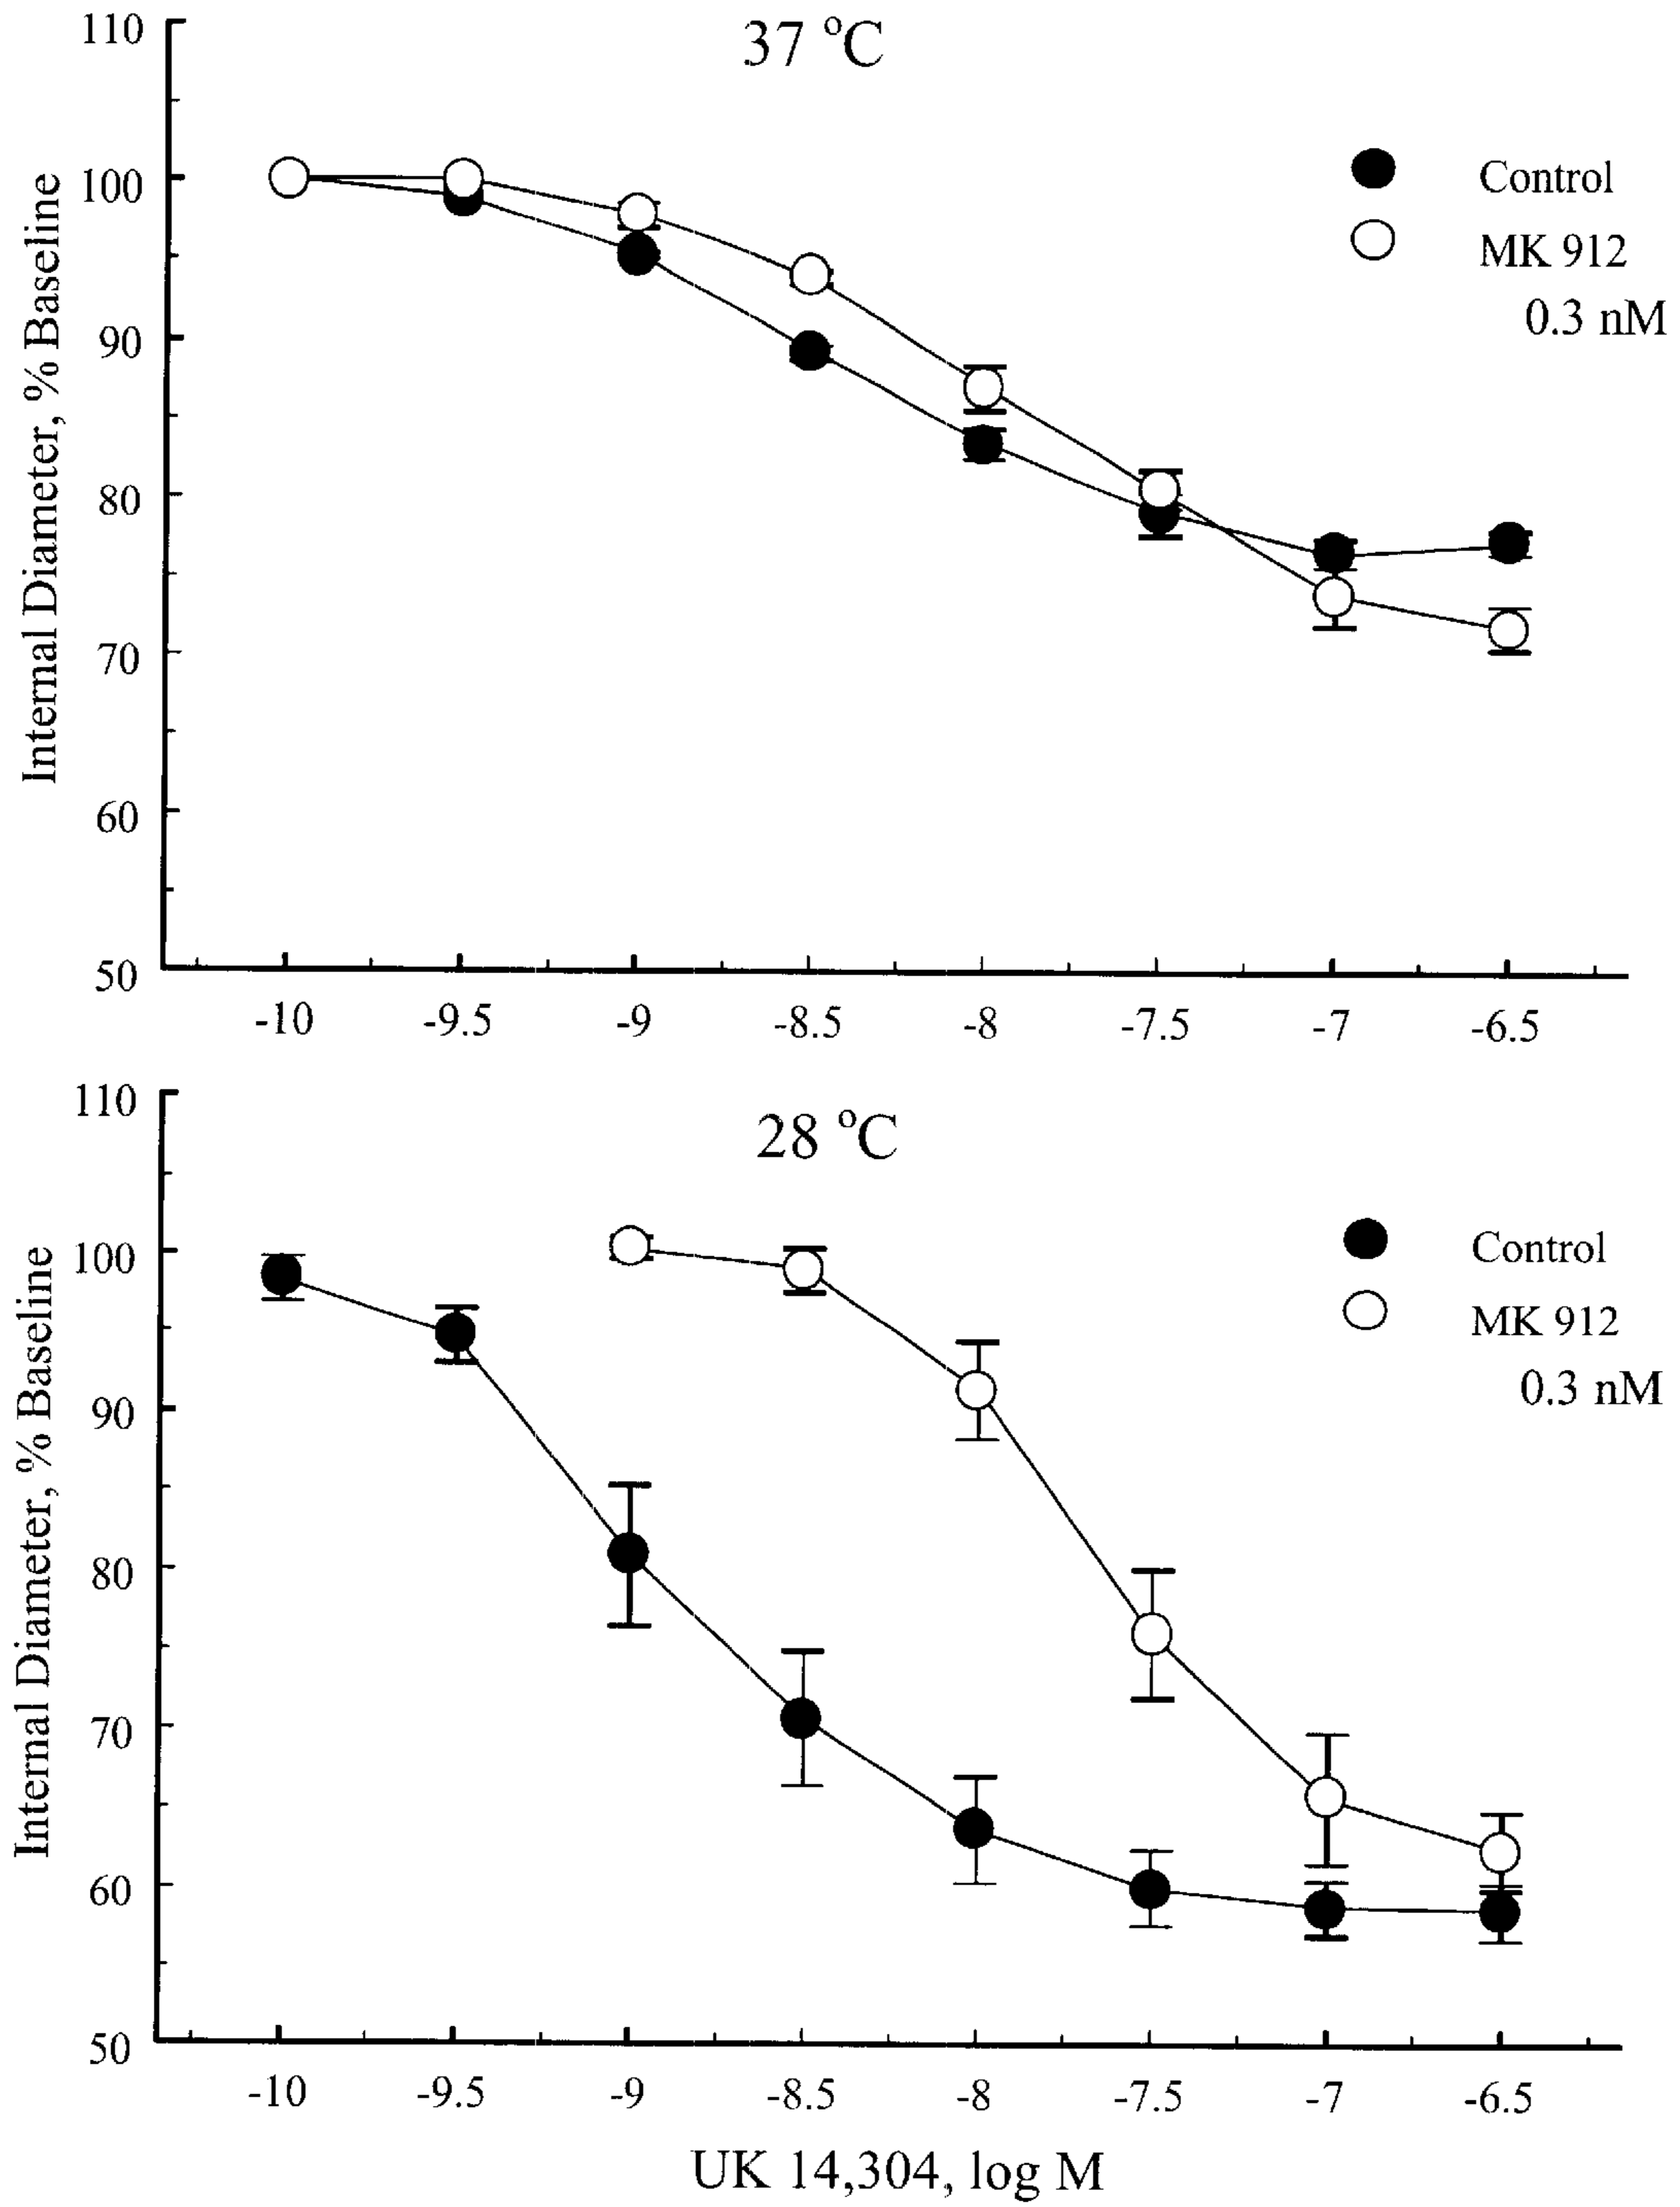 37 °C
110
100
90
80
70
60
50
Internal Diameter, % Baseline
Control
MK 912
0.3 nM
-10 -9.5 -9 -8.5 -8 -7.5 -7 -6.5
28 °C
110
100
90
80
70
60
50
Internal Diameter, % Baseline
Control
MK 912
0.3 nM
-10 -9.5 -9 -8.5 -8 -7.5 -7 -6.5
UK 14,304, log M